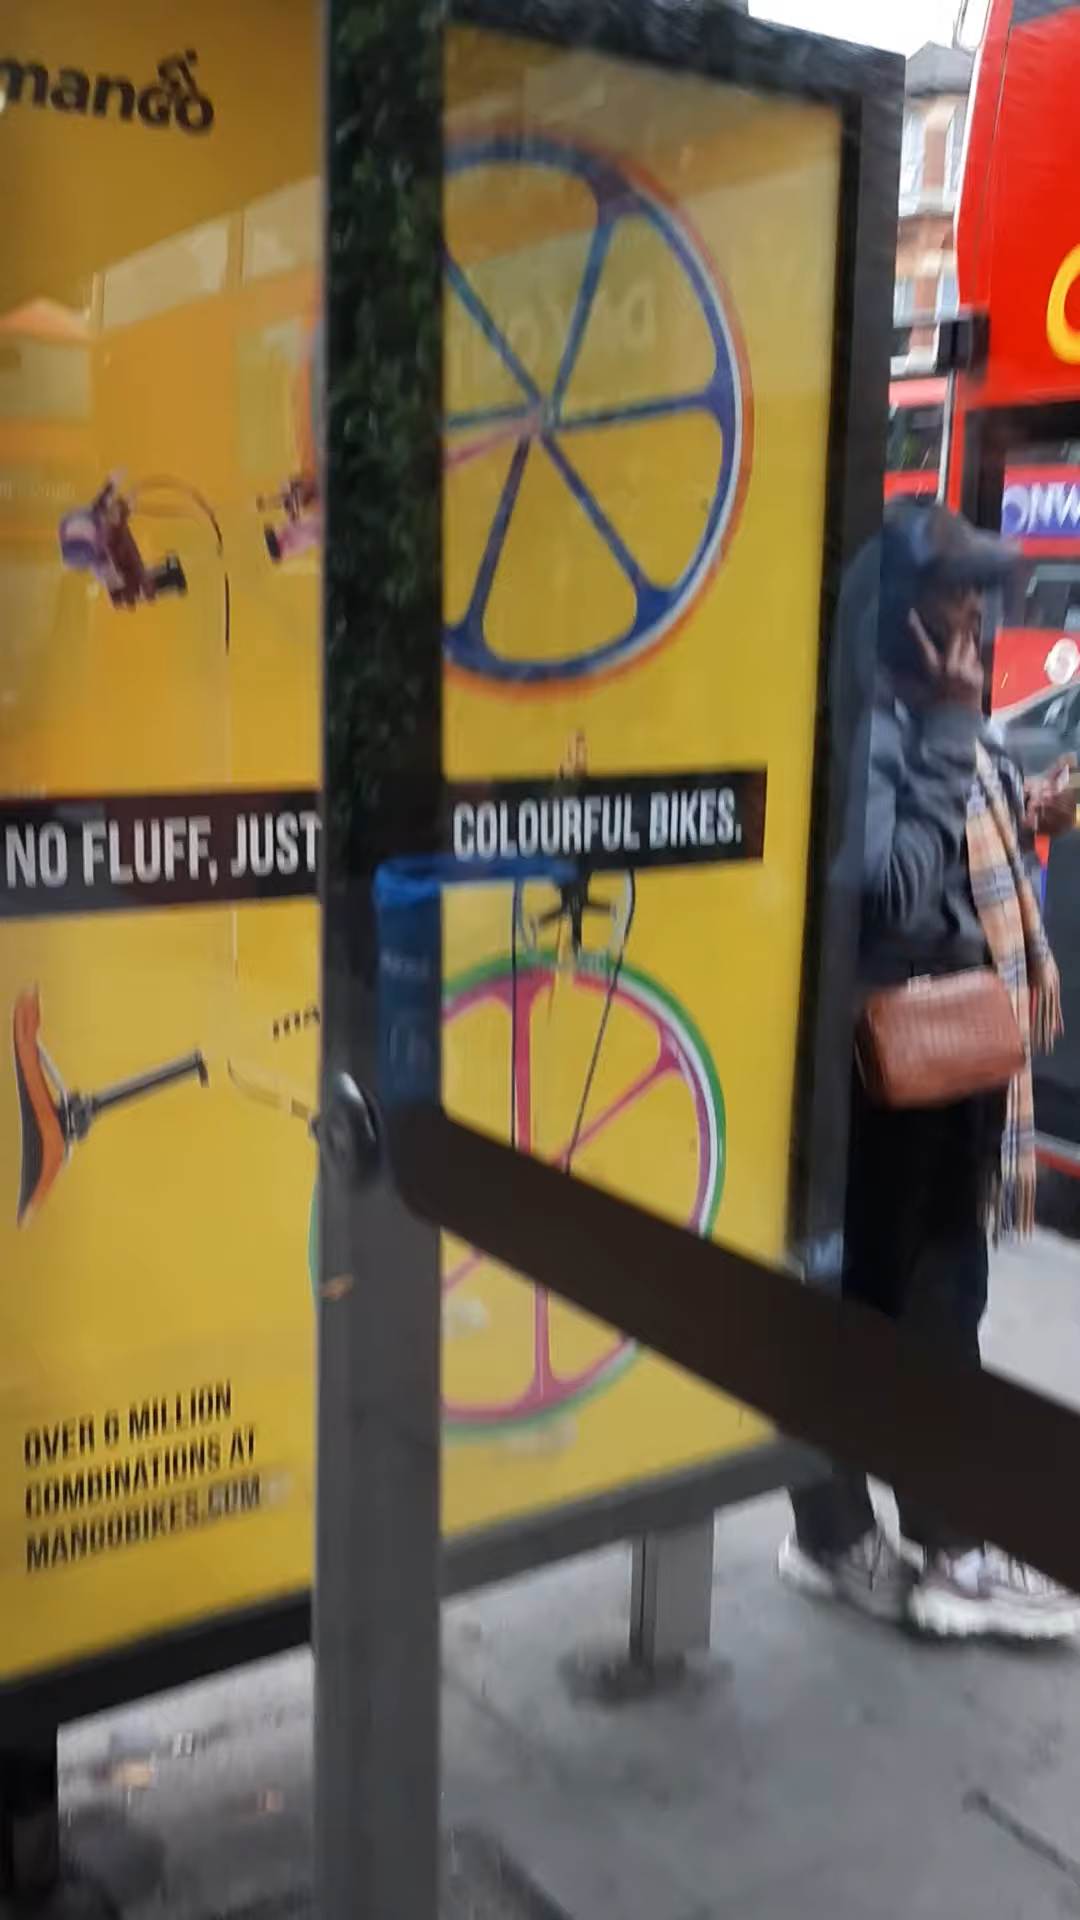 mango
NO FLUFF, JUST COLOURFUL BIKES.
OVER 6 MILLION
COMBINATIONS AT
MANGOBIKES.COM